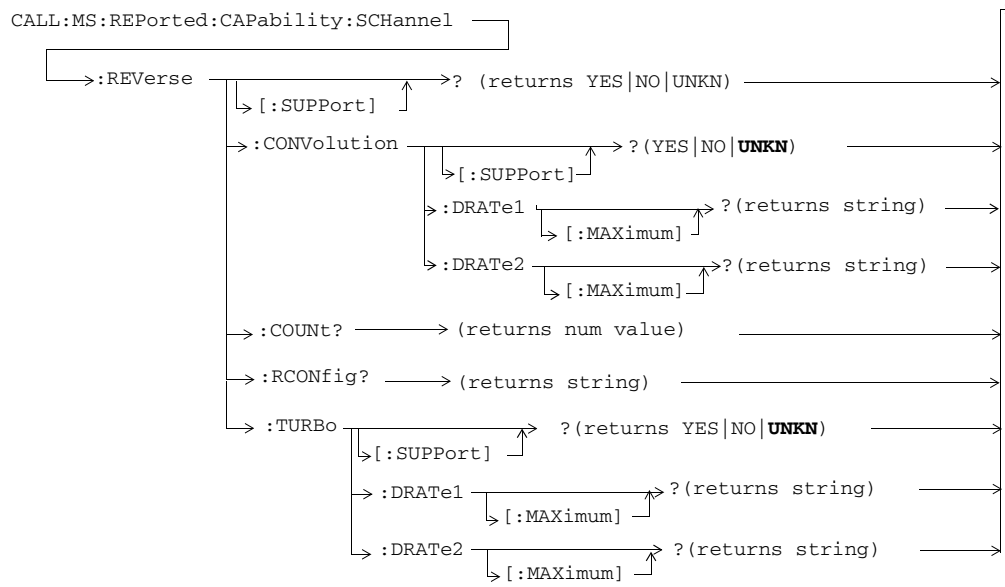 CALL:MS:REPorted:CAPability:SCHannel
:REVerse ? (returns YES|NO|UNKN)
[:SUPPort]
:CONVolution ?(YES|NO|UNKN)
[:SUPPort]
:DRATe1 ?(returns string)
[:MAXimum]
:DRATe2 ?(returns string)
[:MAXimum]
:COUNt? (returns num value)
:RCONfig? (returns string)
:TURBo ?(returns YES|NO|UNKN)
[:SUPPort]
:DRATe1 ?(returns string)
[:MAXimum]
:DRATe2 ?(returns string)
[:MAXimum]